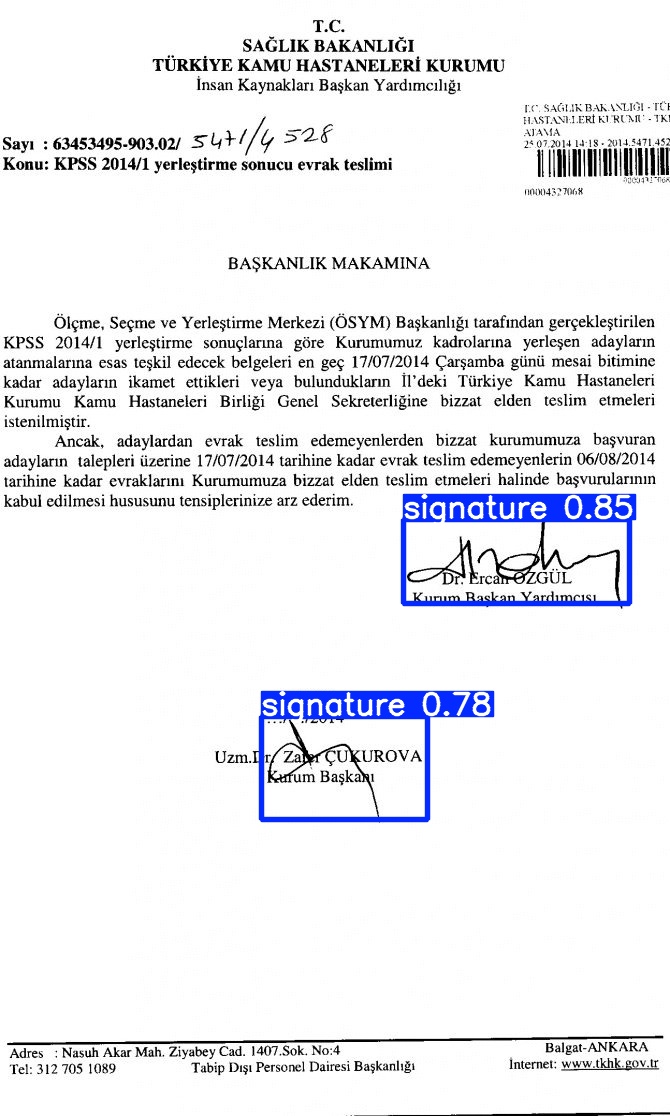 T.C.
SAĞLIK BAKANLIĞI
TÜRKİYE KAMU HASTANELERİ KURUMU
İnsan Kaynakları Başkan Yardımcılığı
T.C. SAĞLIK BAKANLIĞI - TÜR
HASTANELERİ KURUMU - TKH
ATAMA
25.07.2014 14:18 - 2014.5471.452
00004327068
00004327068
Sayı : 63453495-903.02/ 5471/4528
Konu: KPSS 2014/1 yerleştirme sonucu evrak teslimi
BAŞKANLIK MAKAMINA
Ölçme, Seçme ve Yerleştirme Merkezi (ÖSYM) Başkanlığı tarafından gerçekleştirilen
KPSS 2014/1 yerleştirme sonuçlarına göre Kurumumuz kadrolarına yerleşen adayların
atanmalarına esas teşkil edecek belgeleri en geç 17/07/2014 Çarşamba günü mesai bitimine
kadar adayların ikamet ettikleri veya bulundukların İl'deki Türkiye Kamu Hastaneleri
Kurumu Kamu Hastaneleri Birliği Genel Sekreterliğine bizzat elden teslim etmeleri
istenilmiştir.
Ancak, adaylardan evrak teslim edemeyenlerden bizzat kurumumuza başvuran
adayların talepleri üzerine 17/07/2014 tarihine kadar evrak teslim edemeyenlerin 06/08/2014
tarihine kadar evraklarını Kurumumuza bizzat elden teslim etmeleri halinde başvurularının
kabul edilmesi hususunu tensiplerinize arz ederim.
signature 0.85
Dr. Ercan ÖZGÜL
Kurum Başkan Yardımcısı
signature 0.78
2014
Uzm.Dr. Zafer ÇUKUROVA
Kurum Başkanı
Adres : Nasuh Akar Mah. Ziyabey Cad. 1407.Sok. No:4
Balgat-ANKARA
Tel: 312 705 1089
Tabip Dışı Personel Dairesi Başkanlığı
İnternet: www.tkhk.gov.tr